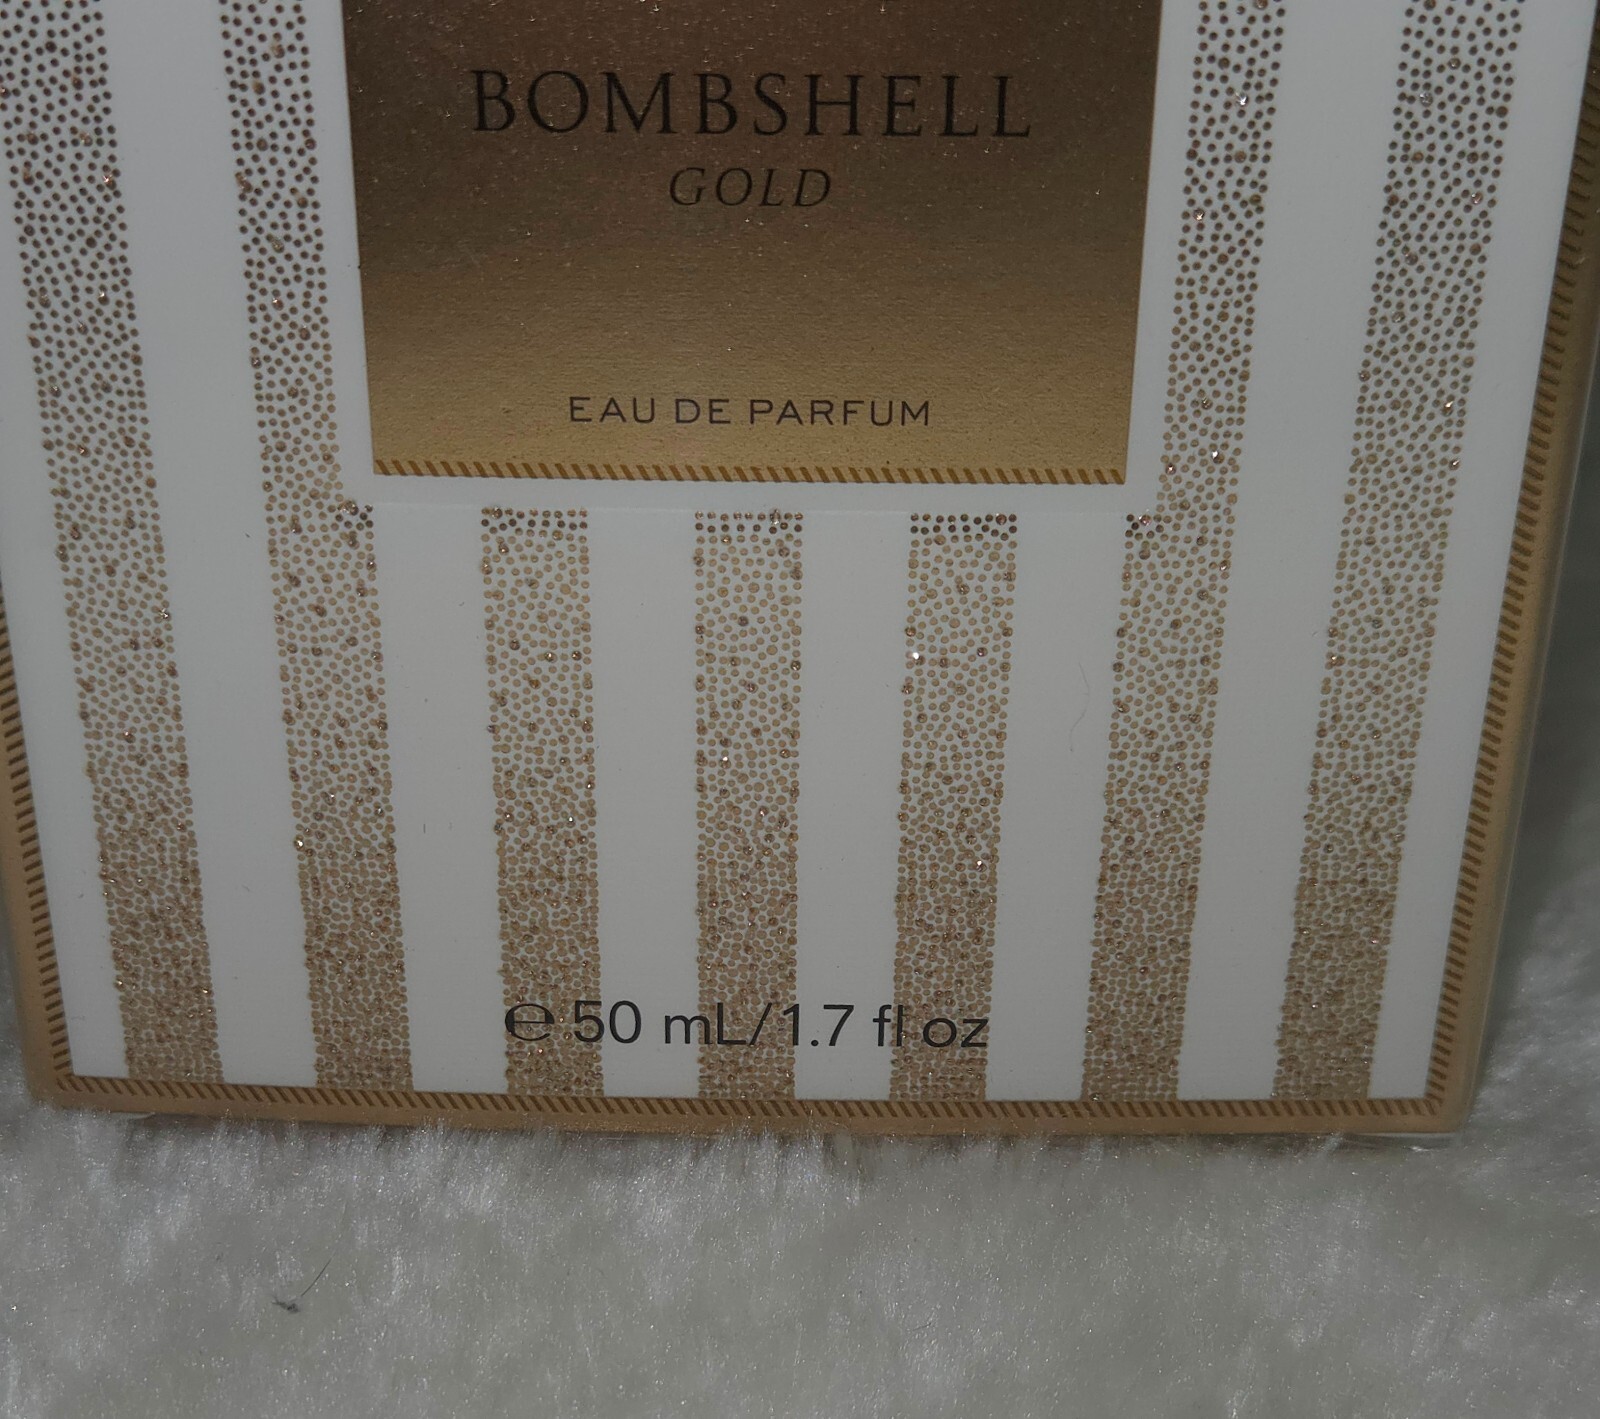 BOMBSHELL
GOLD
EAU DE PARFUM
℮ 50 mL/1.7 fl oz